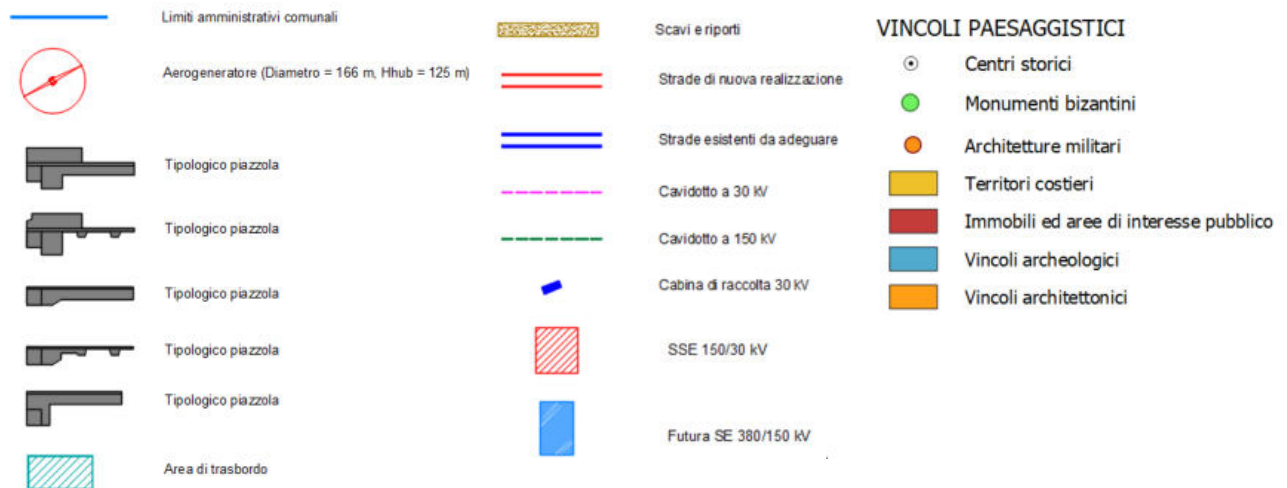 Limiti amministrativi comunali
Aerogeneratore (Diametro = 166 m, Hhub = 125 m)
Tipologico piazzola
Tipologico piazzola
Tipologico piazzola
Tipologico piazzola
Tipologico piazzola
Area di trasbordo
Scavi e riporti
Strade di nuova realizzazione
Strade esistenti da adeguare
Cavidotto a 30 kV
Cavidotto a 150 kV
Cabina di raccolta 30 kV
SSE 150/30 kV
Futura SE 380/150 kV
VINCOLI PAESAGGISTICI
Centri storici
Monumenti bizantini
Architetture militari
Territori costieri
Immobili ed aree di interesse pubblico
Vincoli archeologici
Vincoli architettonici